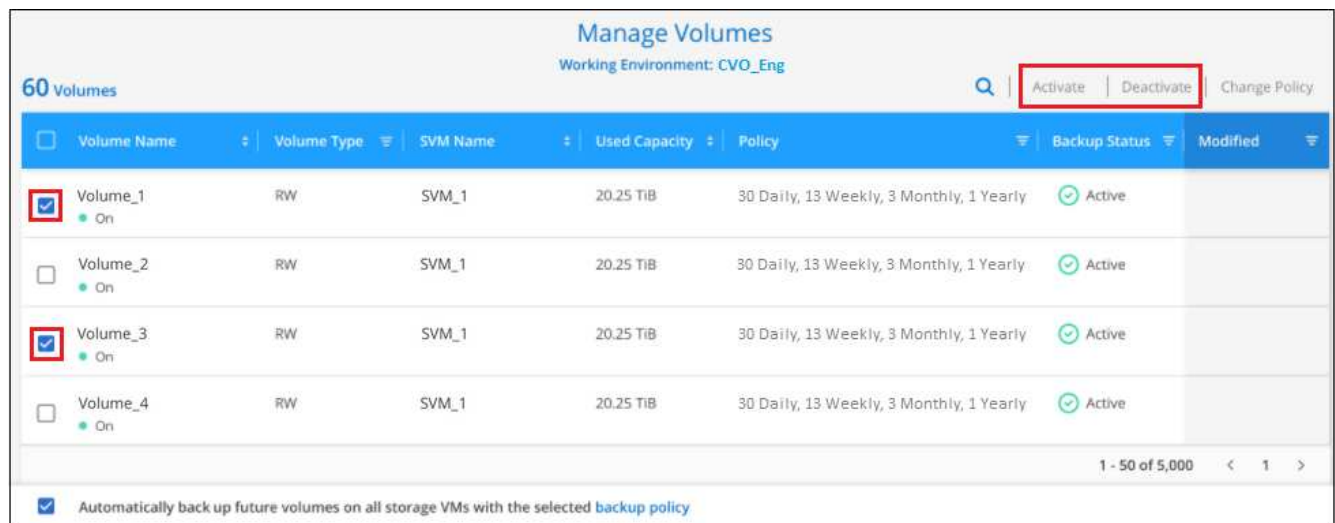 Manage Volumes
Working Environment: CVO_Eng
60 Volumes
Activate | Deactivate | Change Policy
Volume Name Volume Type SVM Name Used Capacity Policy Backup Status Modified
Volume_1 RW SVM_1 20.25 TiB 30 Daily, 13 Weekly, 3 Monthly, 1 Yearly Active
On
Volume_2 RW SVM_1 20.25 TiB 30 Daily, 13 Weekly, 3 Monthly, 1 Yearly Active
On
Volume_3 RW SVM_1 20.25 TiB 30 Daily, 13 Weekly, 3 Monthly, 1 Yearly Active
On
Volume_4 RW SVM_1 20.25 TiB 30 Daily, 13 Weekly, 3 Monthly, 1 Yearly Active
On
1 - 50 of 5,000 < 1 >
Automatically back up future volumes on all storage VMs with the selected backup policy